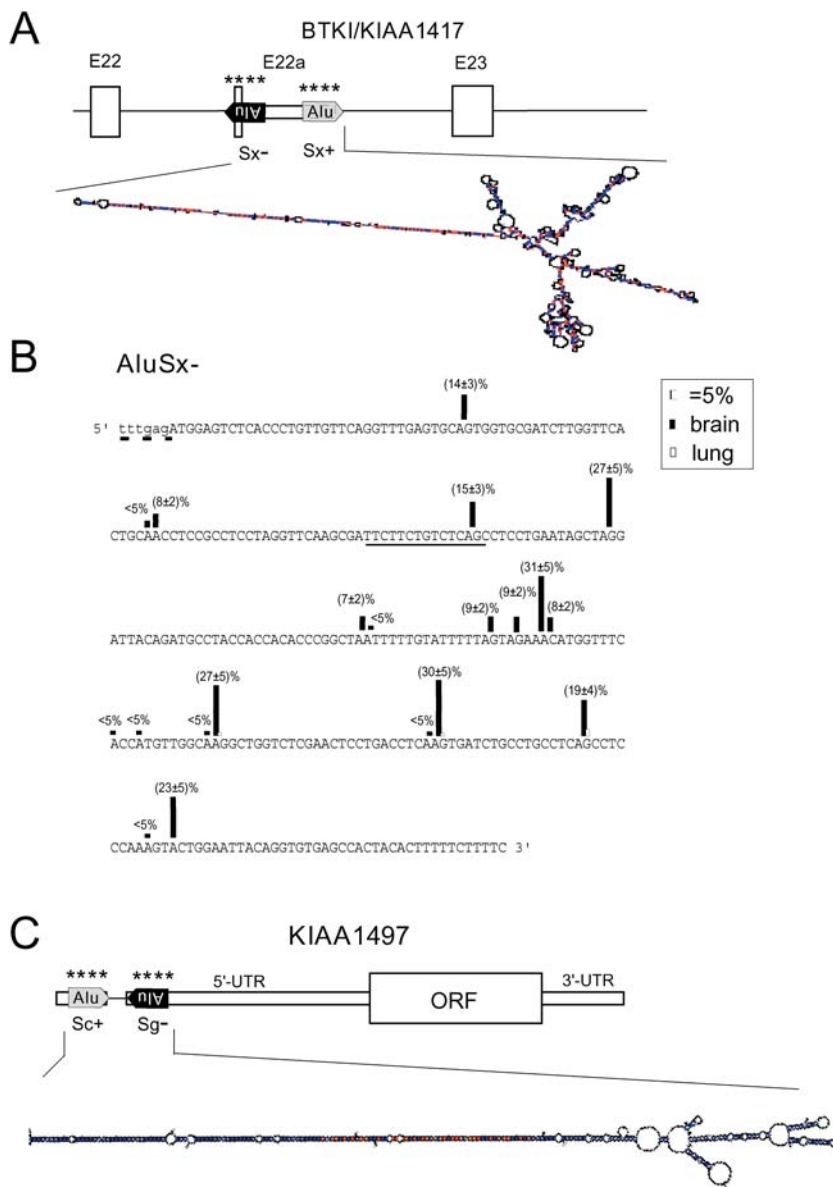 A
BTKI/KIAA1417
E22
E22a
E23
**** ****
Alu Alu
Sx− Sx+
B
AluSx-
=5%
brain
lung
(14±3)%
5' tttgagATGGAGTCTCACCCTGTTGTTCAGGTTTGAGTGCAGTGGTGCGATCTTGGTTCA
<5% (8±2)% (15±3)% (27±5)%
CTGCAACCTCCGCCTCCTAGGTTCAAGCGATTCTTCTGTCTCAGCCTCCTGAATAGCTAGG
(7±2)% <5% (9±2)% (9±2)% (31±5)% (8±2)%
ATTACAGATGCCTACCACCACACCCGGCTAATTTTTGTATTTTTAGTAGAAACATGGTTTC
<5% <5% <5% (27±5)% <5% (30±5)% (19±4)%
ACCATGTTGGCAAGGCTGGTCTCGAACTCCTGACCTCAAGTGATCTGCCTGCCTCAGCCTC
<5% (23±5)%
CCAAAGTACTGGAATTACAGGTGTGAGCCACTACACTTTTTCTTTTC 3'
C
KIAA1497
**** **** 5'-UTR ORF 3'-UTR
Alu Alu
Sc+ Sg−